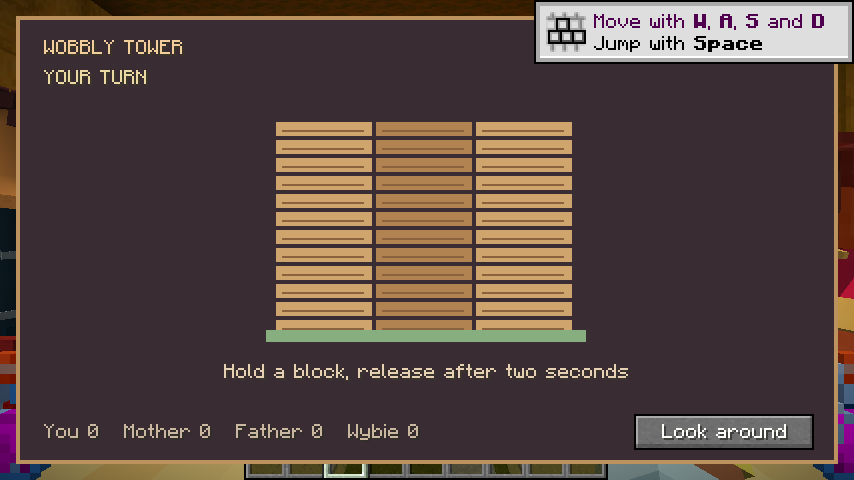 WOBBLY TOWER
Move with W, A, S and D
Jump with Space
YOUR TURN
Hold a block, release after two seconds
You 0 Mother 0 Father 0 Wybie 0
Look around